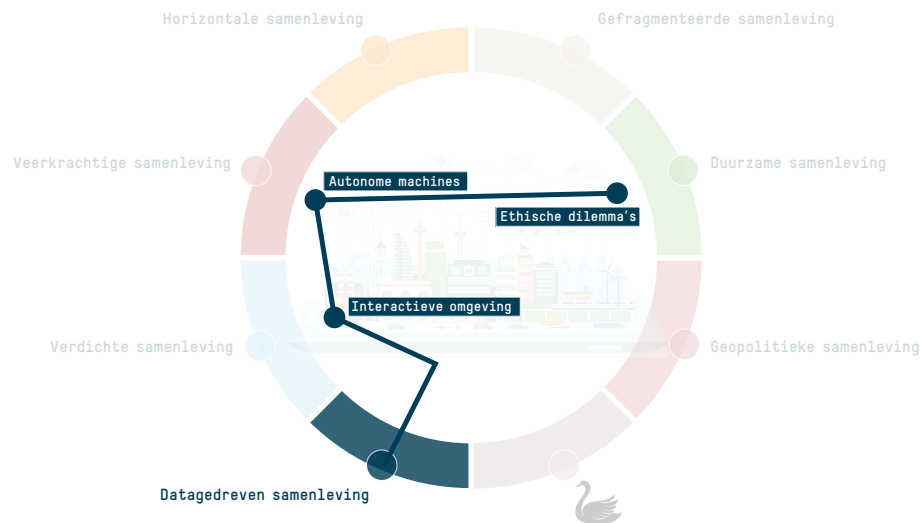 Horizontale samenleving
Gefragmenteerde samenleving
Veerkrachtige samenleving
Duurzame samenleving
Autonome machines
Ethische dilemma's
Interactieve omgeving
Verdichte samenleving
Geopolitieke samenleving
Datagedreven samenleving